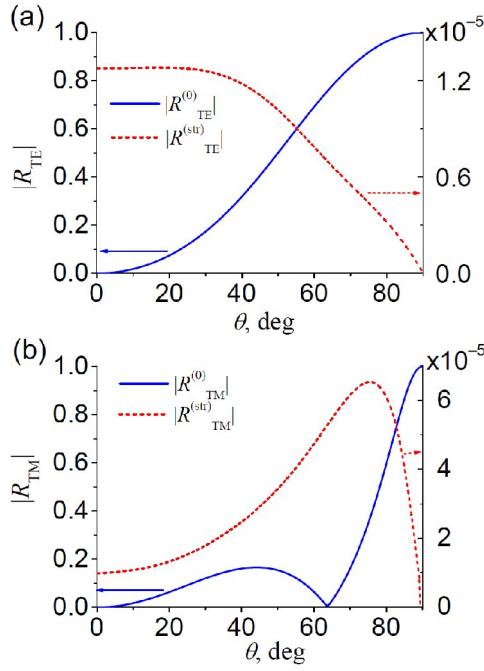 (a)
×10⁻⁵
1.0
0.8
0.6
0.4
0.2
0.0
|R_TE|
|R⁽⁰⁾_TE|
|R⁽ˢᵗʳ⁾_TE|
1.2
0.6
0.0
0 20 40 60 80
θ, deg
(b)
x10⁻⁵
1.0
0.8
0.6
0.4
0.2
0.0
|R_TM|
|R⁽⁰⁾_TM|
|R⁽ˢᵗʳ⁾_TM|
6
4
2
0
0 20 40 60 80
θ, deg